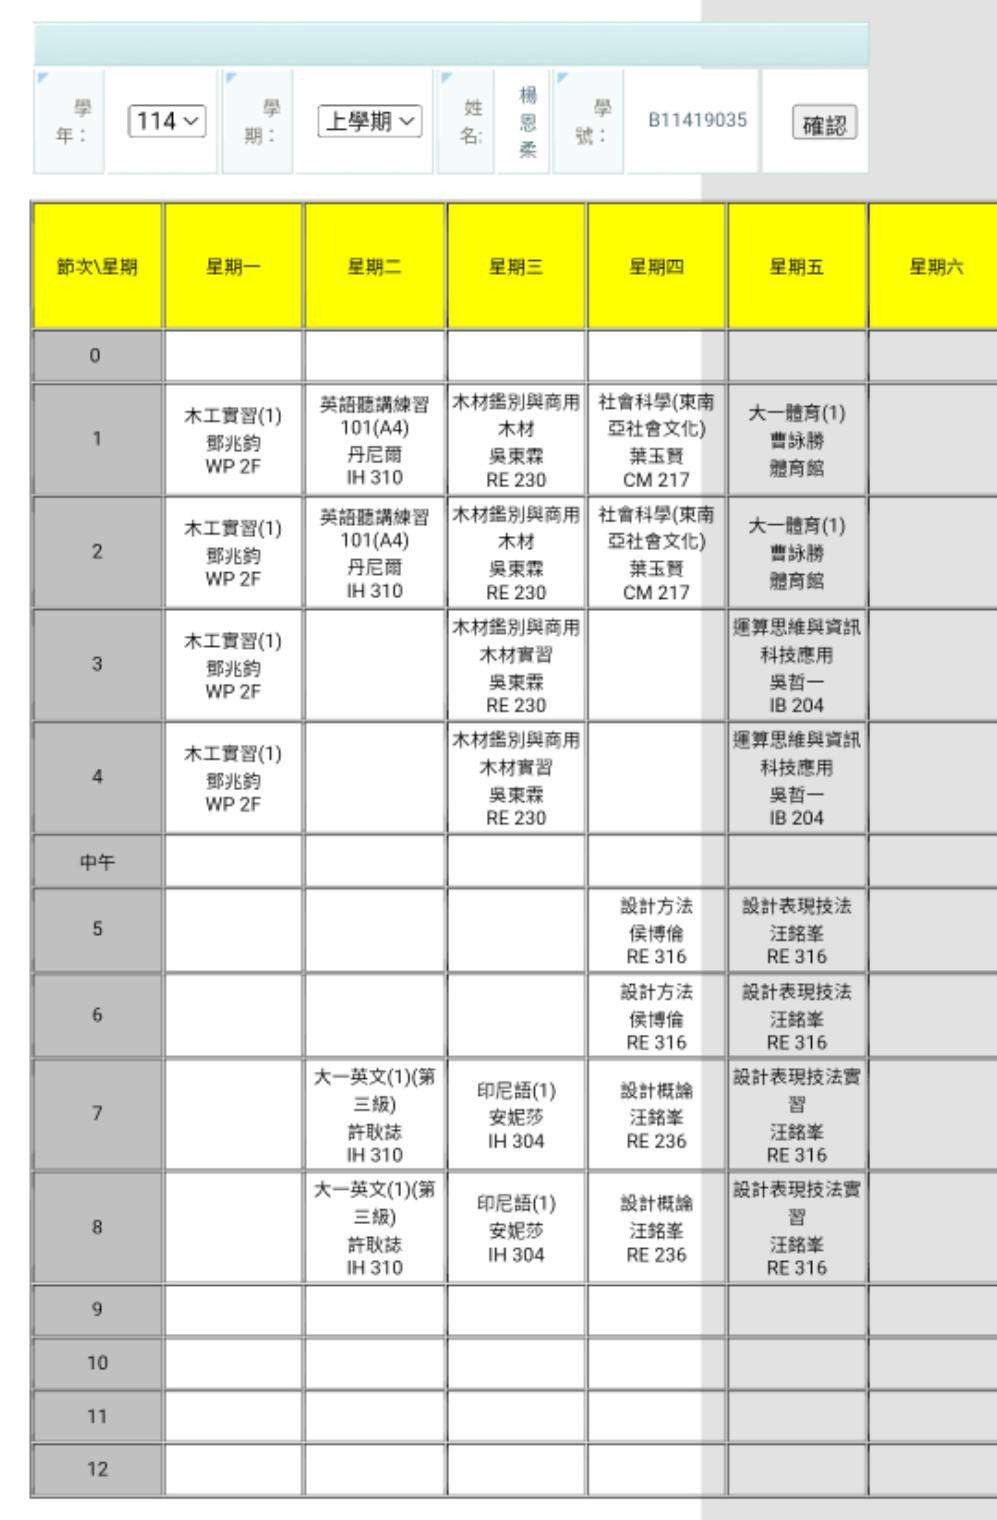 學年：
114
學期：
上學期
姓名:
楊恩柔
學號：
B11419035
確認
節次\星期 星期一 星期二 星期三 星期四 星期五 星期六
0
1
木工實習(1)
鄧兆鈞
WP 2F
英語聽講練習
101(A4)
丹尼爾
IH 310
木材鑑別與商用
木材
吳東霖
RE 230
社會科學(東南
亞社會文化)
葉玉賢
CM 217
大一體育(1)
曹詠勝
體育館
2
木工實習(1)
鄧兆鈞
WP 2F
英語聽講練習
101(A4)
丹尼爾
IH 310
木材鑑別與商用
木材
吳東霖
RE 230
社會科學(東南
亞社會文化)
葉玉賢
CM 217
大一體育(1)
曹詠勝
體育館
3
木工實習(1)
鄧兆鈞
WP 2F
木材鑑別與商用
木材實習
吳東霖
RE 230
運算思維與資訊
科技應用
吳哲一
IB 204
4
木工實習(1)
鄧兆鈞
WP 2F
木材鑑別與商用
木材實習
吳東霖
RE 230
運算思維與資訊
科技應用
吳哲一
IB 204
中午
5
設計方法
侯博倫
RE 316
設計表現技法
汪銘峯
RE 316
6
設計方法
侯博倫
RE 316
設計表現技法
汪銘峯
RE 316
7
大一英文(1)(第
三級)
許耿誌
IH 310
印尼語(1)
安妮莎
IH 304
設計概論
汪銘峯
RE 236
設計表現技法實
習
汪銘峯
RE 316
8
大一英文(1)(第
三級)
許耿誌
IH 310
印尼語(1)
安妮莎
IH 304
設計概論
汪銘峯
RE 236
設計表現技法實
習
汪銘峯
RE 316
9
10
11
12